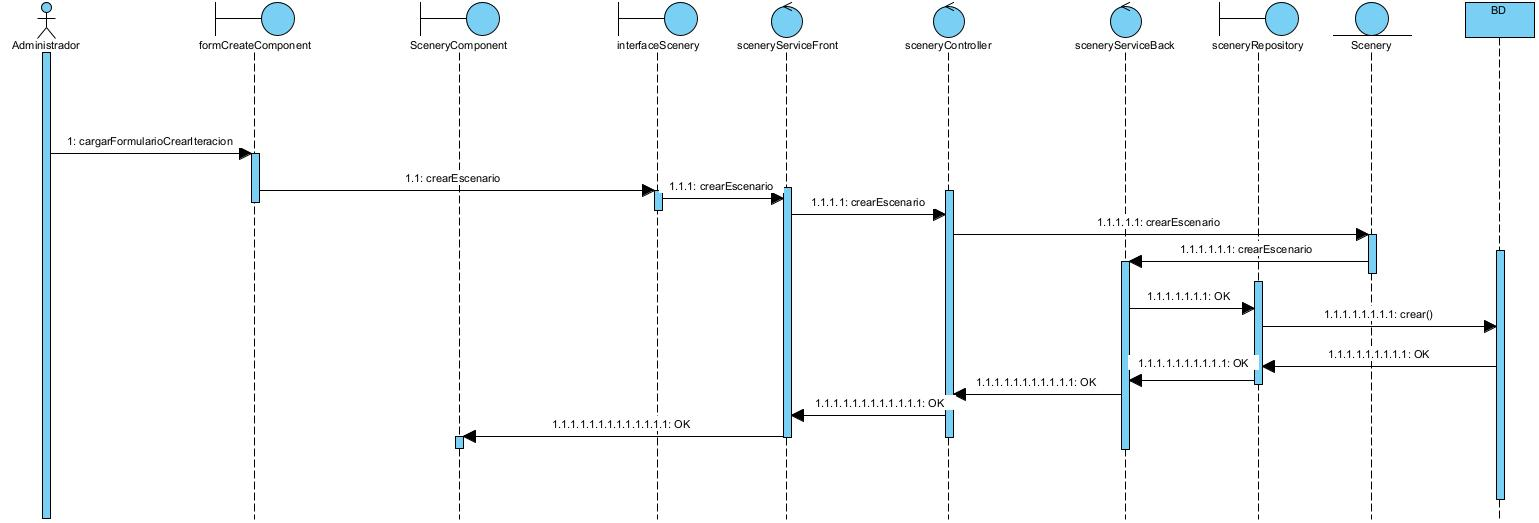 BD
Administrador
formCreateComponent
SceneryComponent
interfaceScenery
sceneryServiceFront
sceneryController
sceneryServiceBack
sceneryRepository
Scenery
1: cargarFormularioCrearIteracion
1.1: crearEscenario
1.1.1: crearEscenario
1.1.1.1: crearEscenario
1.1.1.1.1: crearEscenario
1.1.1.1.1.1: crearEscenario
1.1.1.1.1.1.1: OK
1.1.1.1.1.1.1.1: crear()
1.1.1.1.1.1.1.1.1: OK
1.1.1.1.1.1.1.1.1.1: OK
1.1.1.1.1.1.1.1.1.1.1: OK
1.1.1.1.1.1.1.1.1.1.1.1: OK
1.1.1.1.1.1.1.1.1.1.1.1.1: OK